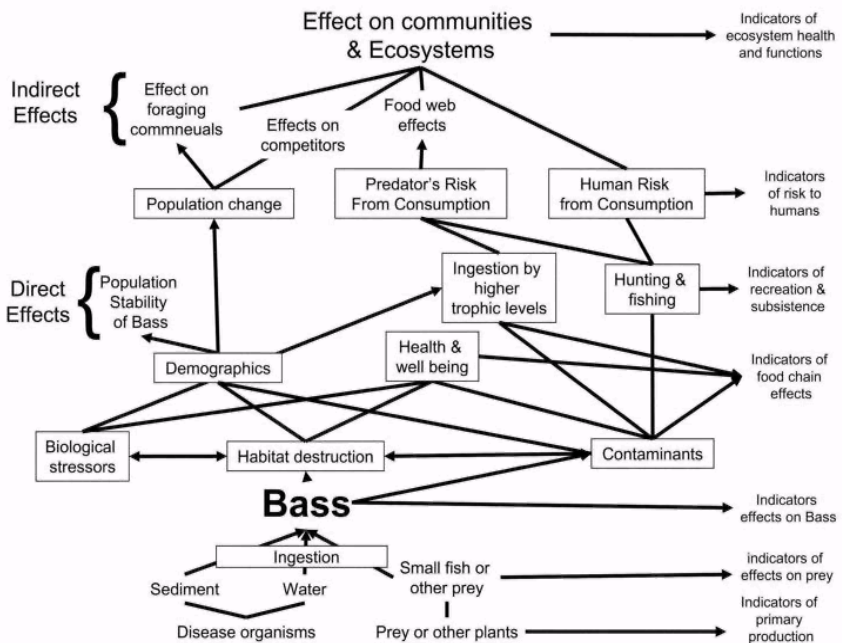 Effect on communities
& Ecosystems
Indicators of
ecosystem health
and functions
Indirect
Effects
Effect on
foraging
commneuals
Effects on
competitors
Food web
effects
Population change
Predator's Risk
From Consumption
Human Risk
from Consumption
Indicators
of risk to
humans
Direct
Effects
Population
Stability
of Bass
Ingestion by
higher
trophic levels
Hunting &
fishing
Indicators of
recreation &
subsistence
Demographics
Health &
well being
Indicators of
food chain
effects
Biological
stressors
Habitat destruction
Contaminants
Bass
Indicators
effects on Bass
Ingestion
Sediment
Water
Small fish or
other prey
indicators of
effects on prey
Disease organisms
Prey or other plants
Indicators of
primary
production